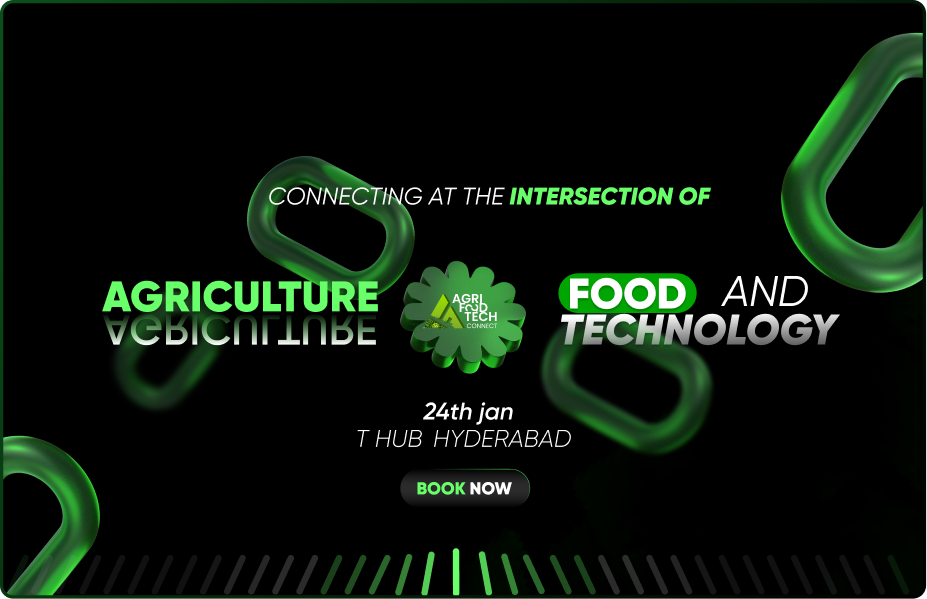 CONNECTING AT THE INTERSECTION OF
AGRICULTURE
AGRICULTURE
AGRI
FOOD
TECH
CONNECT
FOOD AND
TECHNOLOGY
24th jan
T HUB HYDERABAD
BOOK NOW